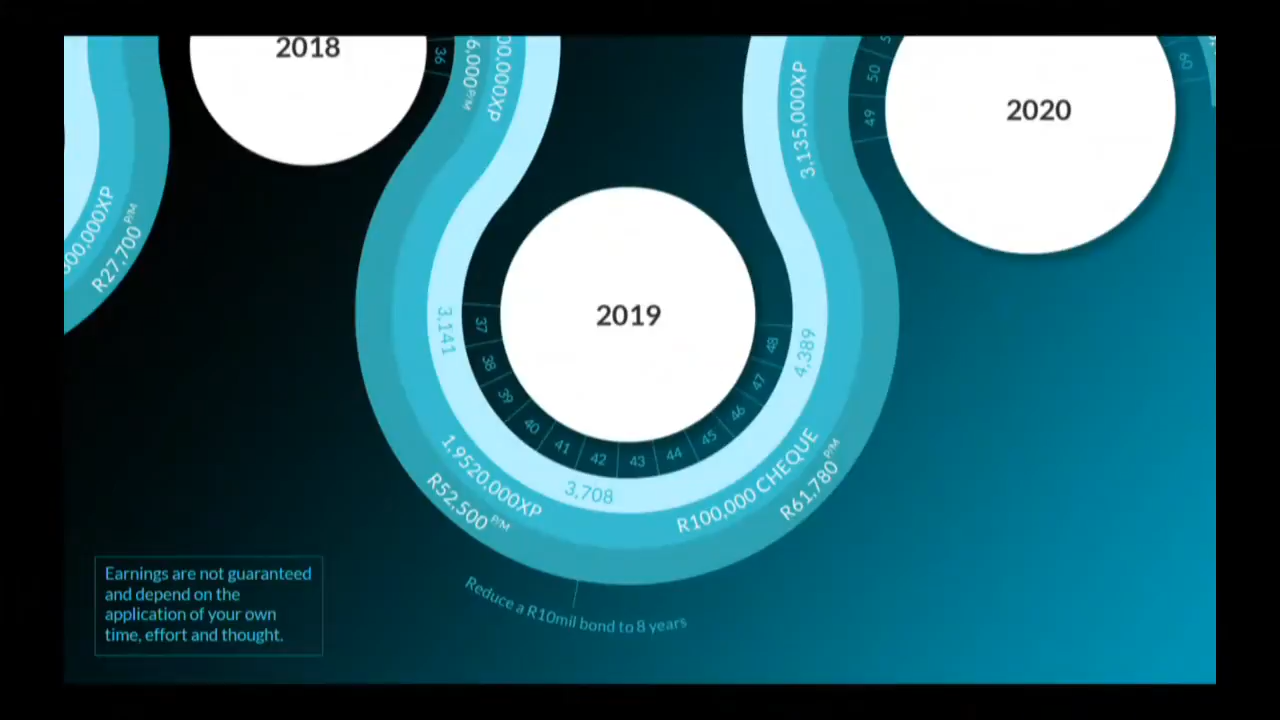 2018
36
6,000 P/M
00,000XP
300,000XP
R27,700 P/M
2019
37
38
39
40
41
42
43
44
45
46
47
48
3,141
3,708
4,389
1,9520,000XP
R52,500 P/M
R100,000 CHEQUE
R61,780 P/M
Reduce a R10mil bond to 8 years
3,135,000XP
2020
49
50
60
Earnings are not guaranteed
and depend on the
application of your own
time, effort and thought.